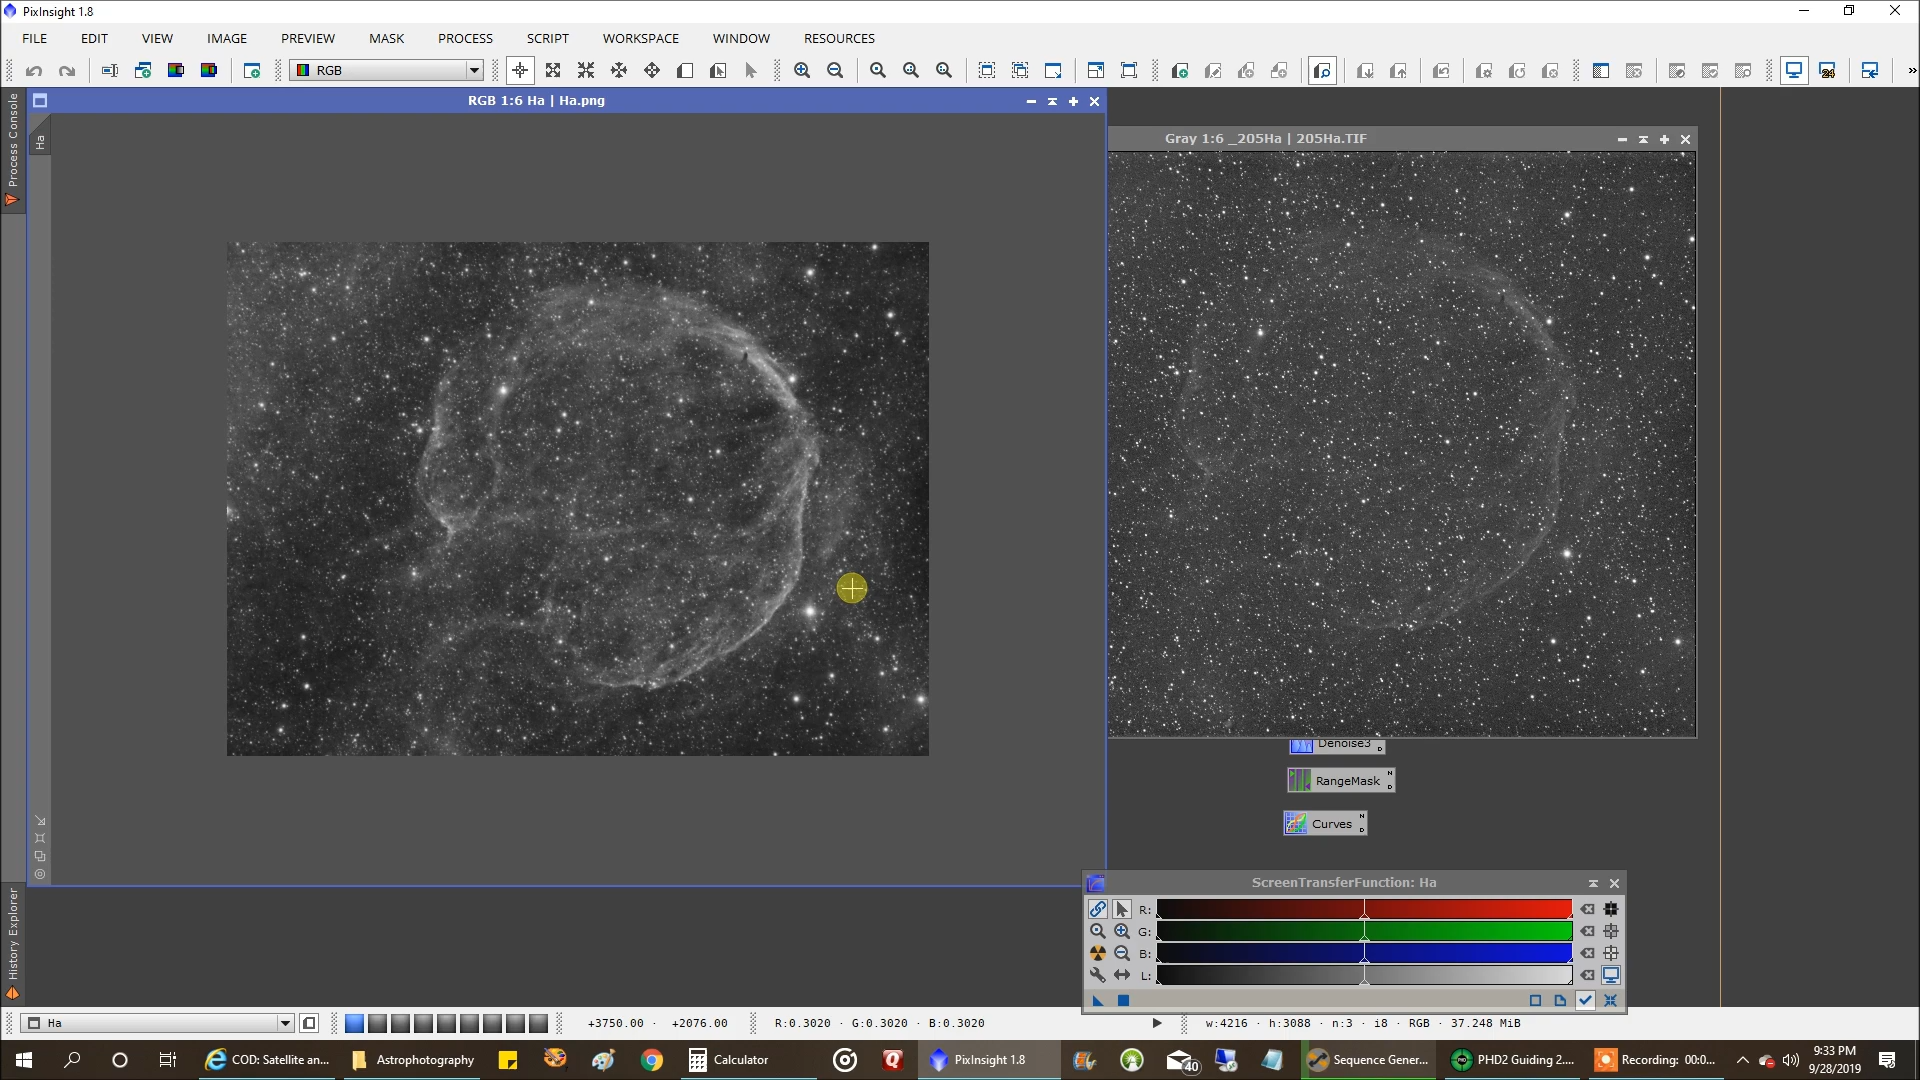 PixInsight 1.8
FILE EDIT VIEW IMAGE PREVIEW MASK PROCESS SCRIPT WORKSPACE WINDOW RESOURCES
RGB
24
»
Process Console
RGB 1:6 Ha | Ha.png
Ha
Gray 1:6 _205Ha | 205Ha.TIF
Denoise3
D
RangeMask
N
D
Curves
N
D
History Explorer
ScreenTransferFunction: Ha
R:
G:
B:
L:
Ha
+3750.00 · +2076.00
R:0.3020 · G:0.3020 · B:0.3020
w:4216 · h:3088 · n:3 · i8 · RGB · 37.248 MiB
COD: Satellite an...
Astrophotography
Calculator
PixInsight 1.8
40
Sequence Gener...
PHD2 Guiding 2....
Recording: 00:0...
9:33 PM
9/28/2019